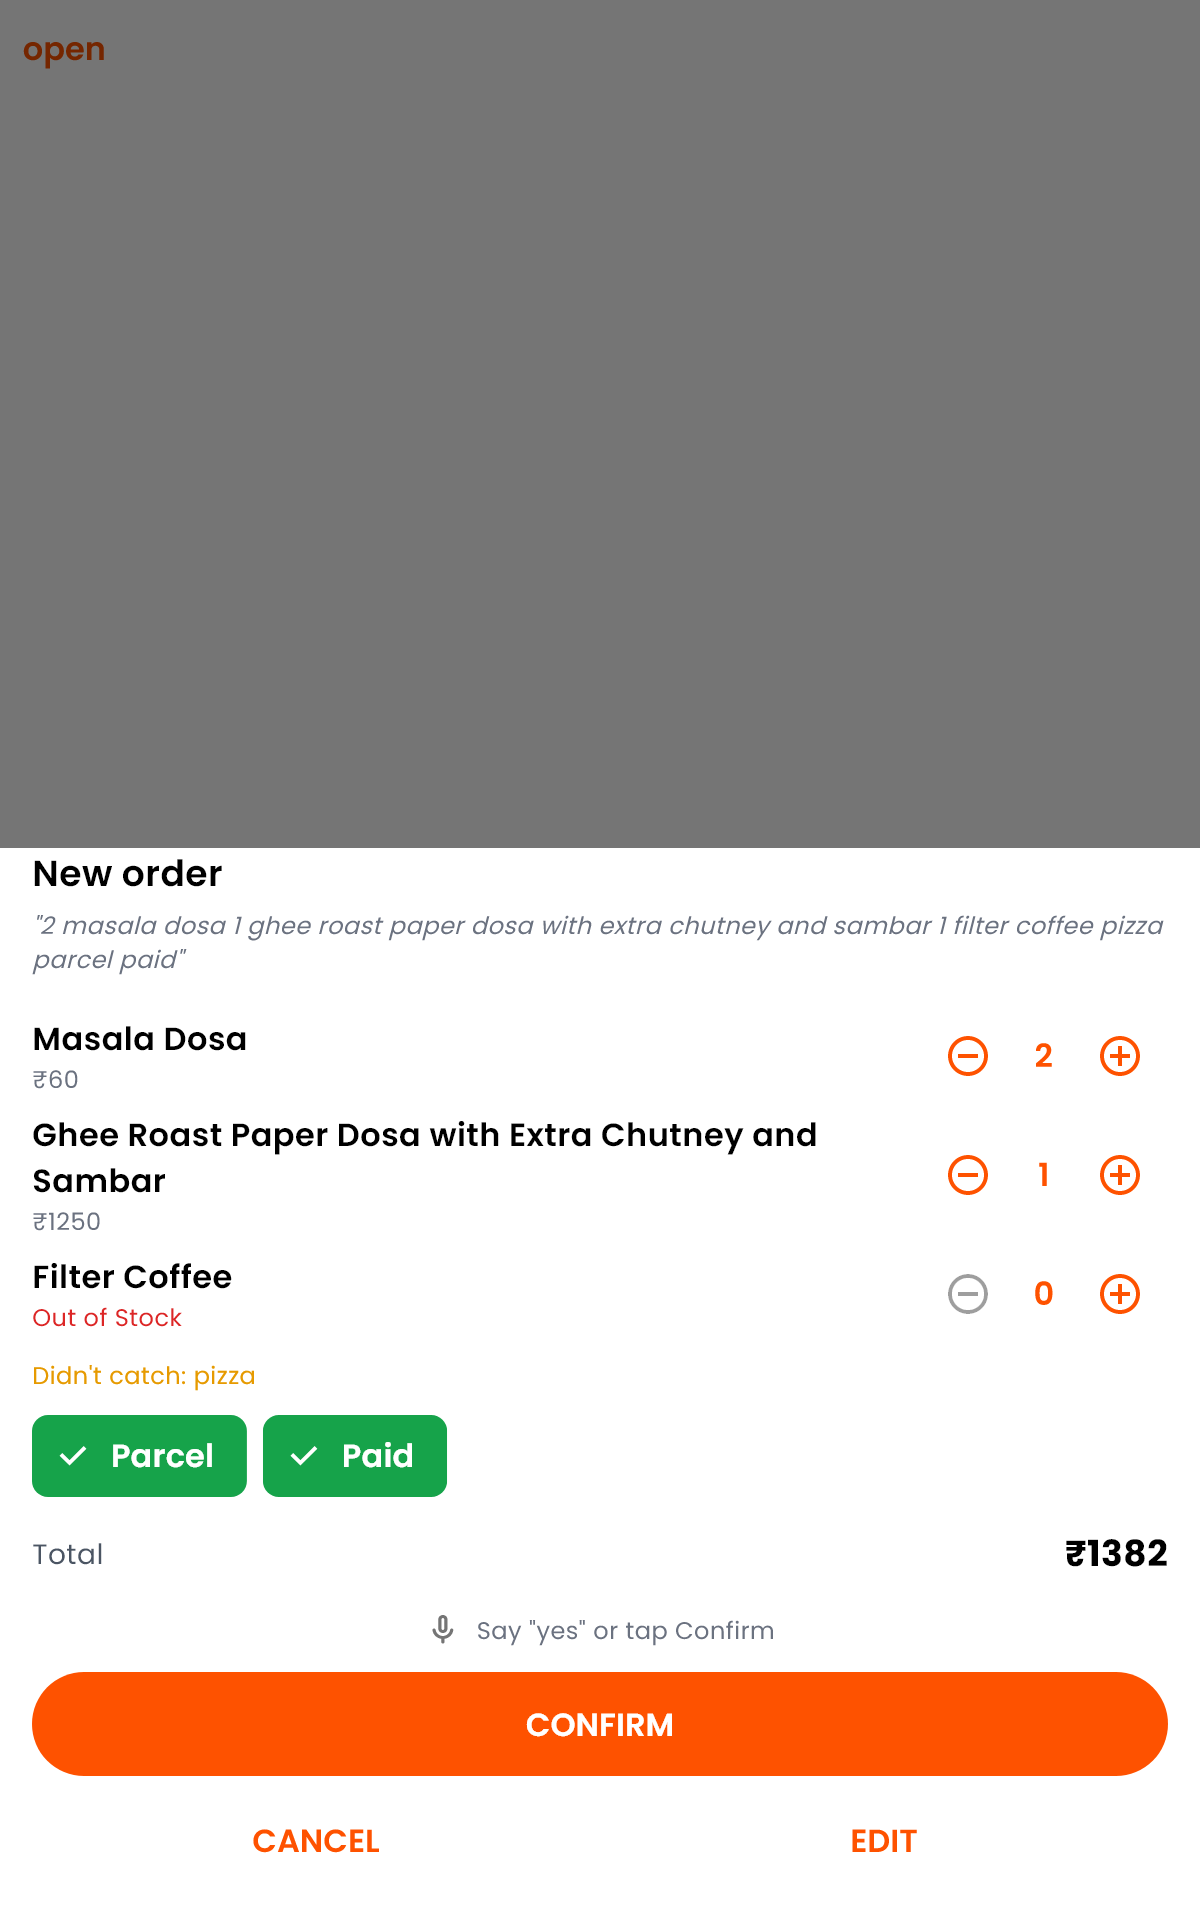 open
New order
"2 masala dosa 1 ghee roast paper dosa with extra chutney and sambar 1 filter coffee pizza
parcel paid"
Masala Dosa
₹60
2
Ghee Roast Paper Dosa with Extra Chutney and
Sambar
₹1250
1
Filter Coffee
Out of Stock
0
Didn't catch: pizza
Parcel
Paid
Total
₹1382
Say "yes" or tap Confirm
CONFIRM
CANCEL
EDIT